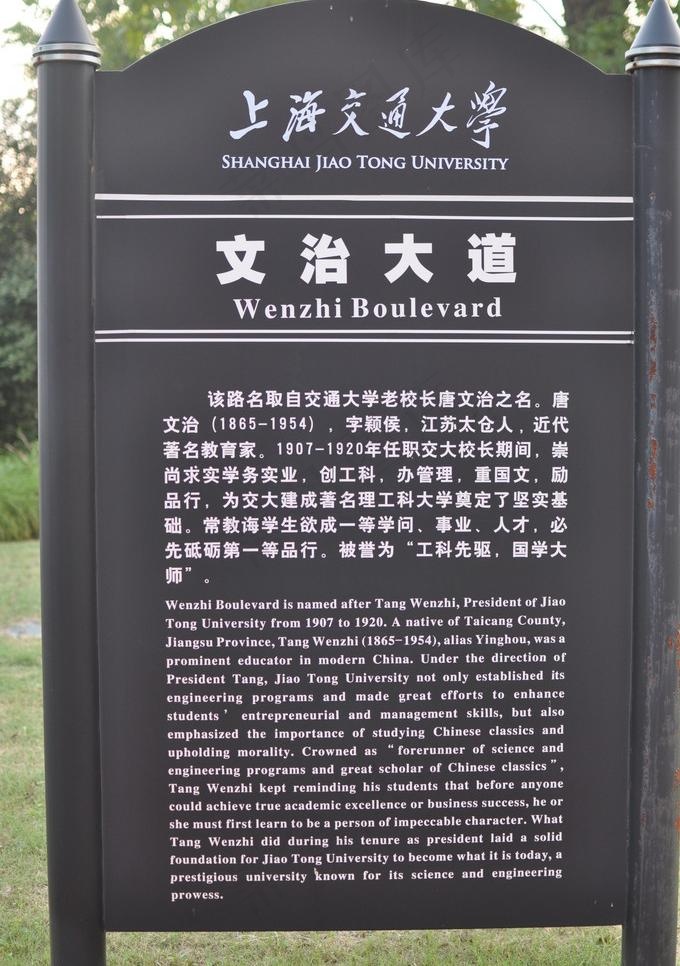 上海交通大學
SHANGHAI JIAO TONG UNIVERSITY
文治大道
Wenzhi Boulevard
该路名取自交通大学老校长唐文治之名。唐
文治（1865-1954），字颖侯，江苏太仓人，近代
著名教育家。1907-1920年任职交大校长期间，崇
尚求实学务实业，创工科，办管理，重国文，励
品行，为交大建成著名理工科大学奠定了坚实基
础。常教诲学生欲成一等学问、事业、人才，必
先砥砺第一等品行。被誉为“工科先驱，国学大
师”。
Wenzhi Boulevard is named after Tang Wenzhi, President of Jiao
Tong University from 1907 to 1920. A native of Taicang County,
Jiangsu Province, Tang Wenzhi (1865-1954), alias Yinghou, was a
prominent educator in modern China. Under the direction of
President Tang, Jiao Tong University not only established its
engineering programs and made great efforts to enhance
students’ entrepreneurial and management skills, but also
emphasized the importance of studying Chinese classics and
upholding morality. Crowned as “forerunner of science and
engineering programs and great scholar of Chinese classics”,
Tang Wenzhi kept reminding his students that before anyone
could achieve true academic excellence or business success, he or
she must first learn to be a person of impeccable character. What
Tang Wenzhi did during his tenure as president laid a solid
foundation for Jiao Tong University to become what it is today, a
prestigious university known for its science and engineering
prowess.